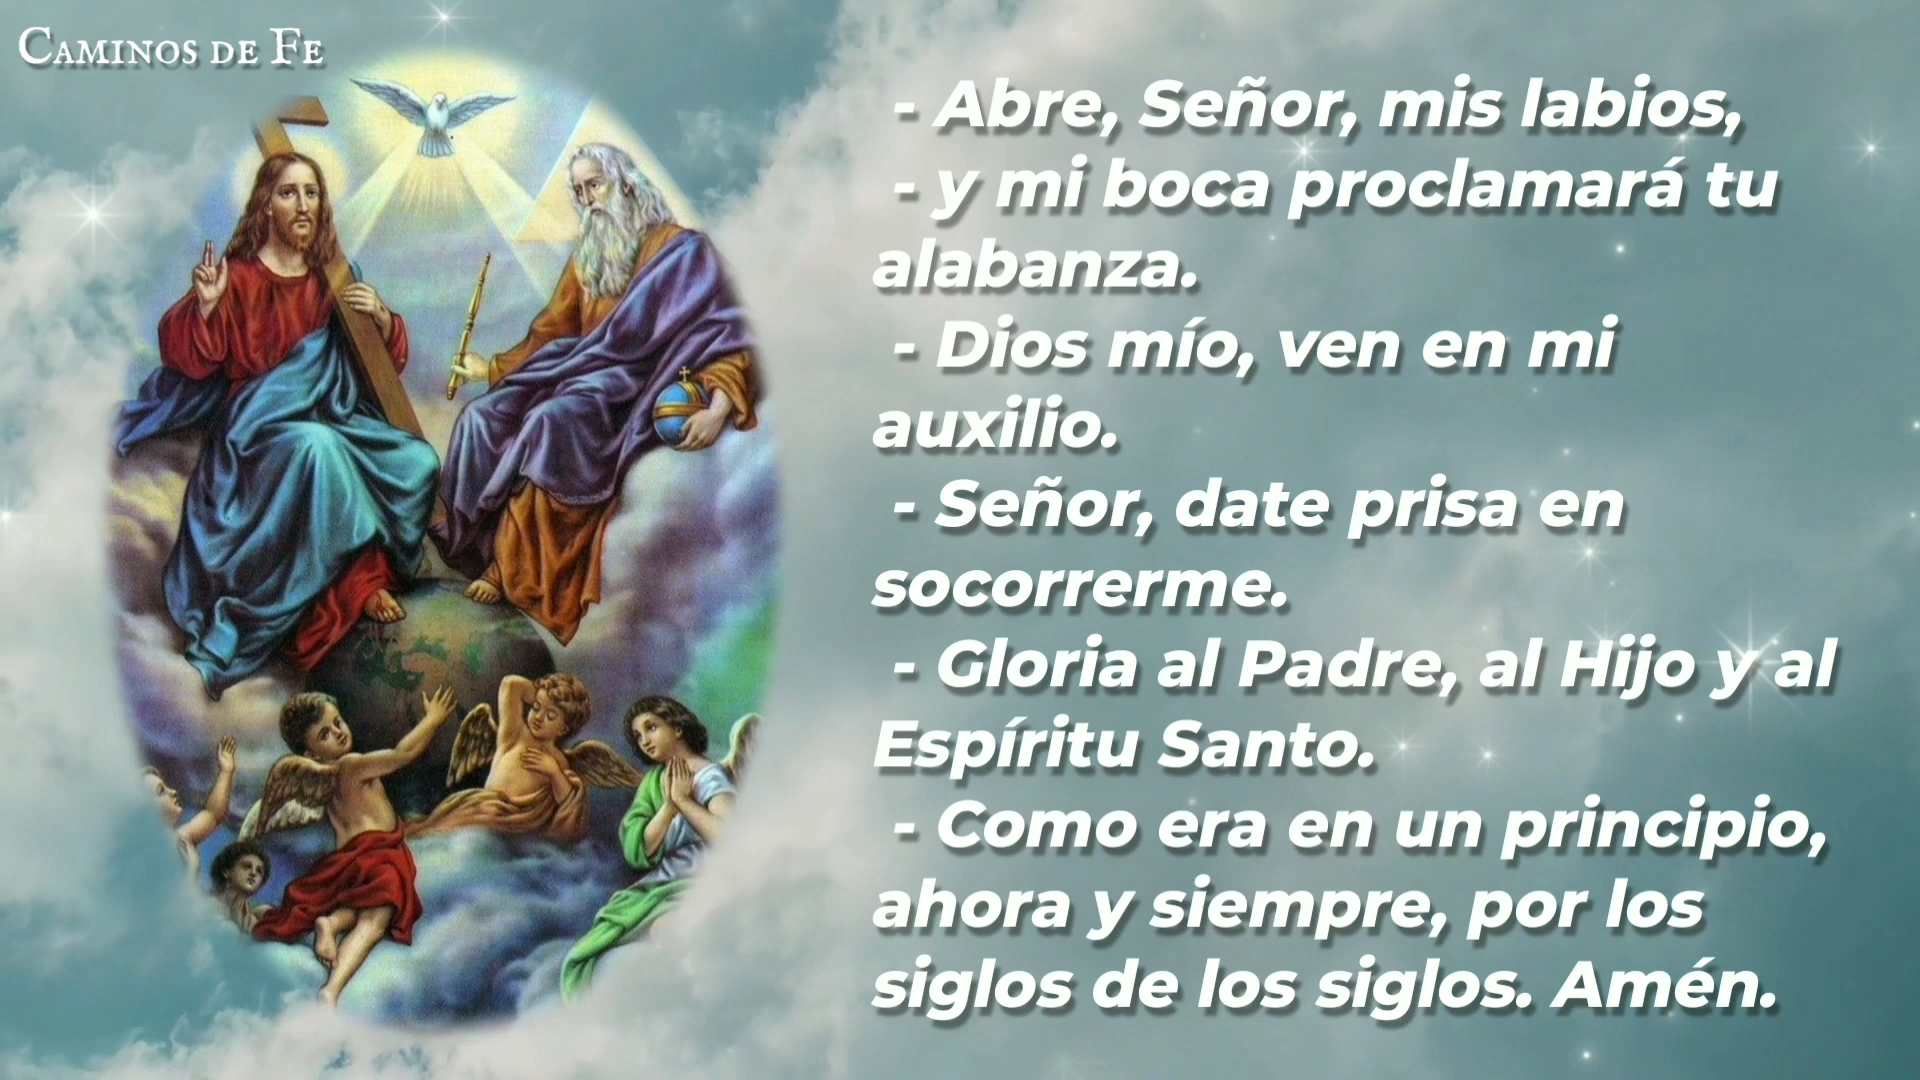 Caminos de Fe
- Abre, Señor, mis labios,
- y mi boca proclamará tu
alabanza.
- Dios mío, ven en mi
auxilio.
- Señor, date prisa en
socorrerme.
- Gloria al Padre, al Hijo y al
Espíritu Santo.
- Como era en un principio,
ahora y siempre, por los
siglos de los siglos. Amén.